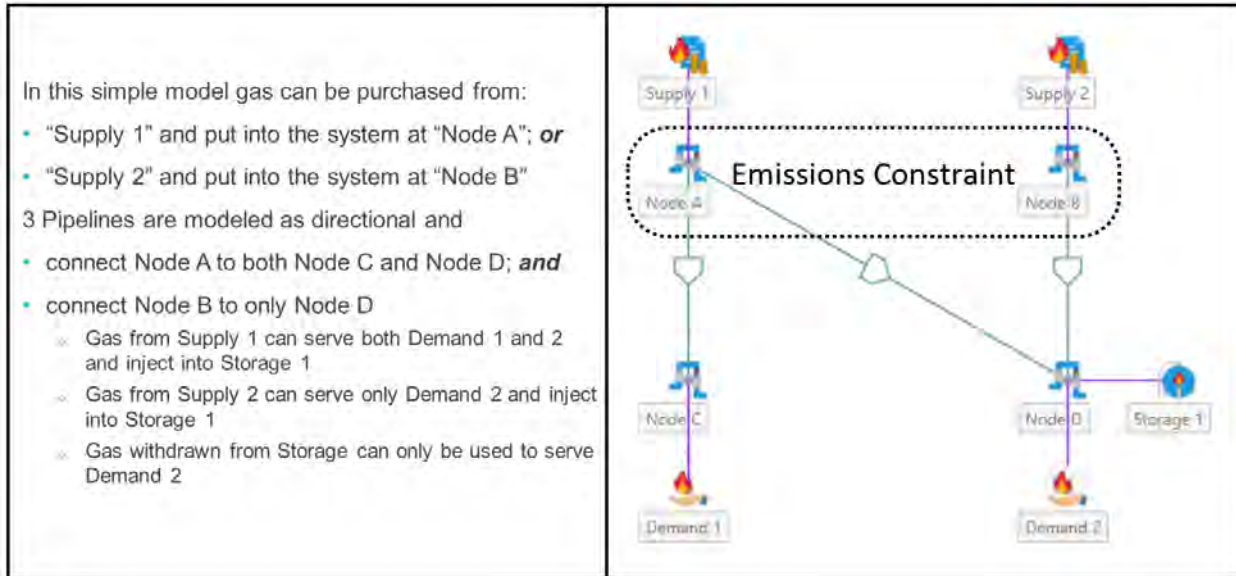 In this simple model gas can be purchased from:
• “Supply 1” and put into the system at “Node A”; or
• “Supply 2” and put into the system at “Node B”
3 Pipelines are modeled as directional and
• connect Node A to both Node C and Node D; and
• connect Node B to only Node D
Gas from Supply 1 can serve both Demand 1 and 2
and inject into Storage 1
Gas from Supply 2 can serve only Demand 2 and inject
into Storage 1
Gas withdrawn from Storage can only be used to serve
Demand 2
Supply 1
Supply 2
Emissions Constraint
Node A
Node B
Node C
Node D
Storage 1
Demand 1
Demand 2